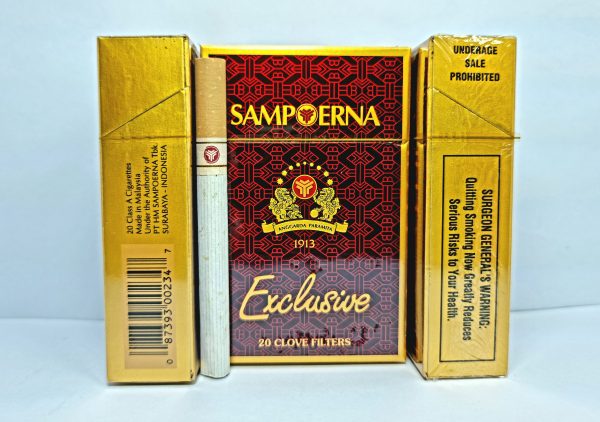 20 Class A Cigarettes
Made in Malaysia
Under the Authority of
PT HM SAMPOERNA Tbk.
SURABAYA - INDONESIA
0 87393 00234 7
SAMPOERNA
ANGGARDA PARAMITA
1913
Exclusive
20 CLOVE FILTERS
UNDERAGE
SALE
PROHIBITED
SURGEON GENERAL'S WARNING:
Quitting Smoking Now Greatly Reduces
Serious Risks to Your Health.